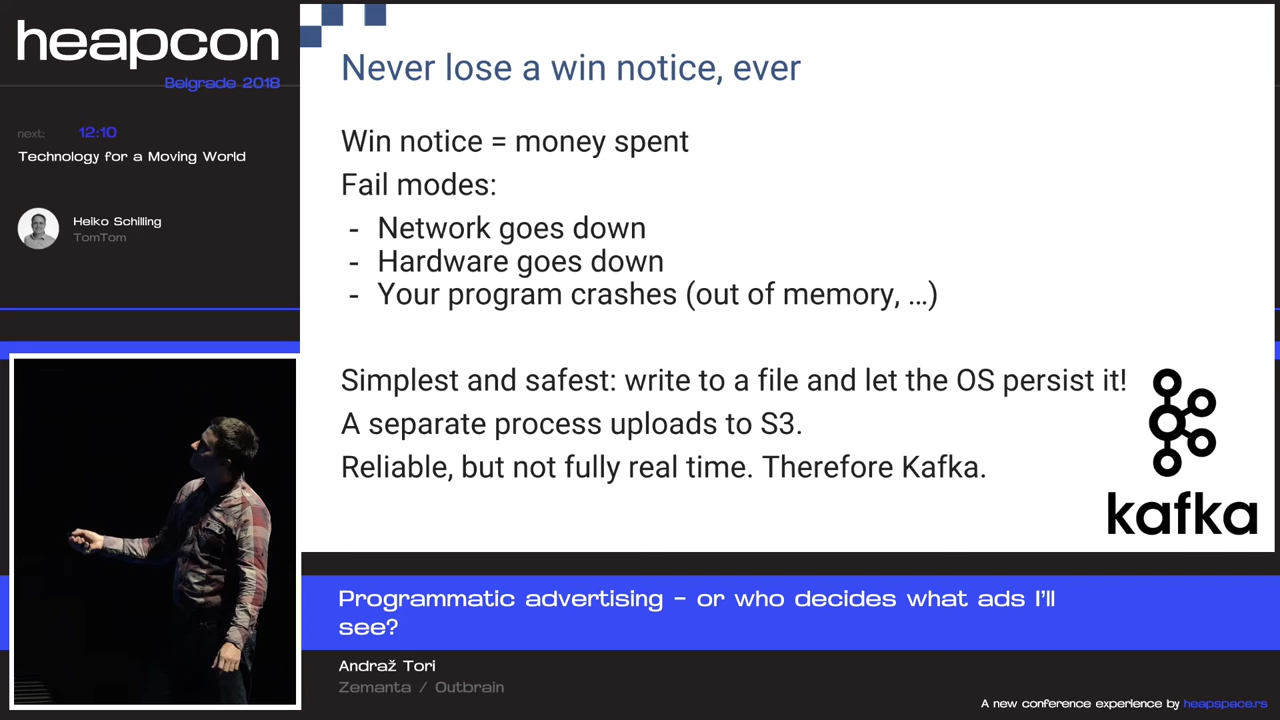 heapcon
Belgrade 2018
next: 12:10
Technology for a Moving World
Heiko Schilling
TomTom
Never lose a win notice, ever
Win notice = money spent
Fail modes:
- Network goes down
- Hardware goes down
- Your program crashes (out of memory, ...)
Simplest and safest: write to a file and let the OS persist it!
A separate process uploads to S3.
Reliable, but not fully real time. Therefore Kafka.
kafka
Programmatic advertising - or who decides what ads I'll
see?
Andraž Tori
Zemanta / Outbrain
A new conference experience by heapspace.rs